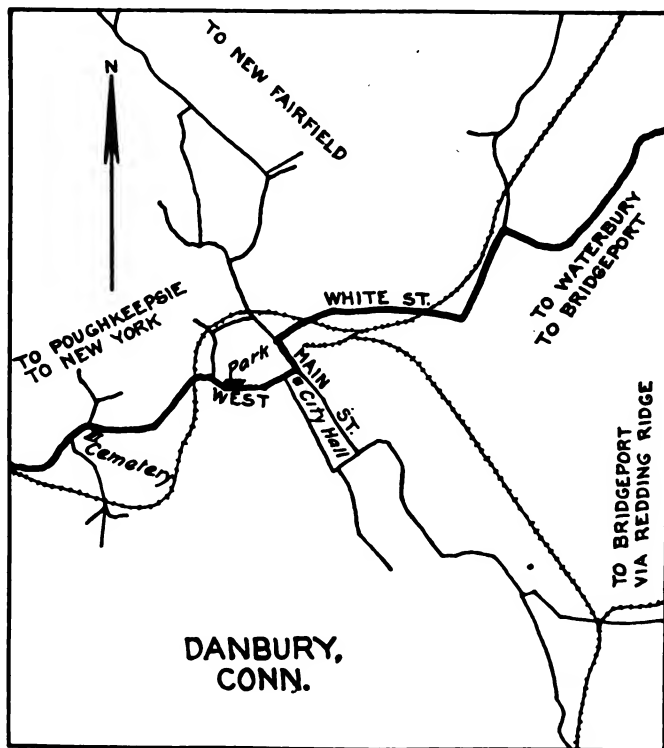 TO NEW FAIRFIELD
N
TO WATERBURY
TO BRIDGEPORT
WHITE ST.
TO POUGHKEEPSIE
TO NEW YORK
Park
MAIN ST.
WEST
City Hall
Cemetery
TO BRIDGEPORT
VIA REDDING RIDGE
DANBURY,
CONN.